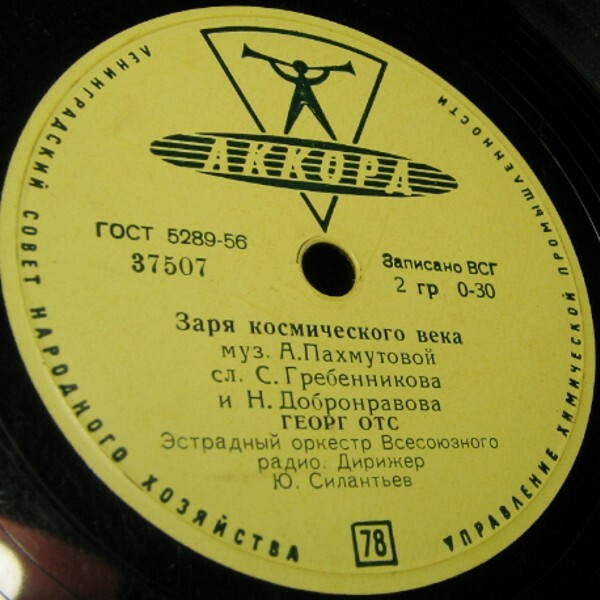 АККОРД
ГОСТ 5289-56
37507
Записано ВСГ
2 гр 0-30
Заря космического века
муз. А.Пахмутовой
сл. С. Гребенникова
и Н. Добронравова
ГЕОРГ ОТС
Эстрадный оркестр Всесоюзного
радио. Дирижер
Ю. Силантьев
78
ЛЕНИНГРАДСКИЙ СОВЕТ НАРОДНОГО ХОЗЯЙСТВА
УПРАВЛЕНИЕ ХИМИЧЕСКОЙ ПРОМЫШЛЕННОСТИ